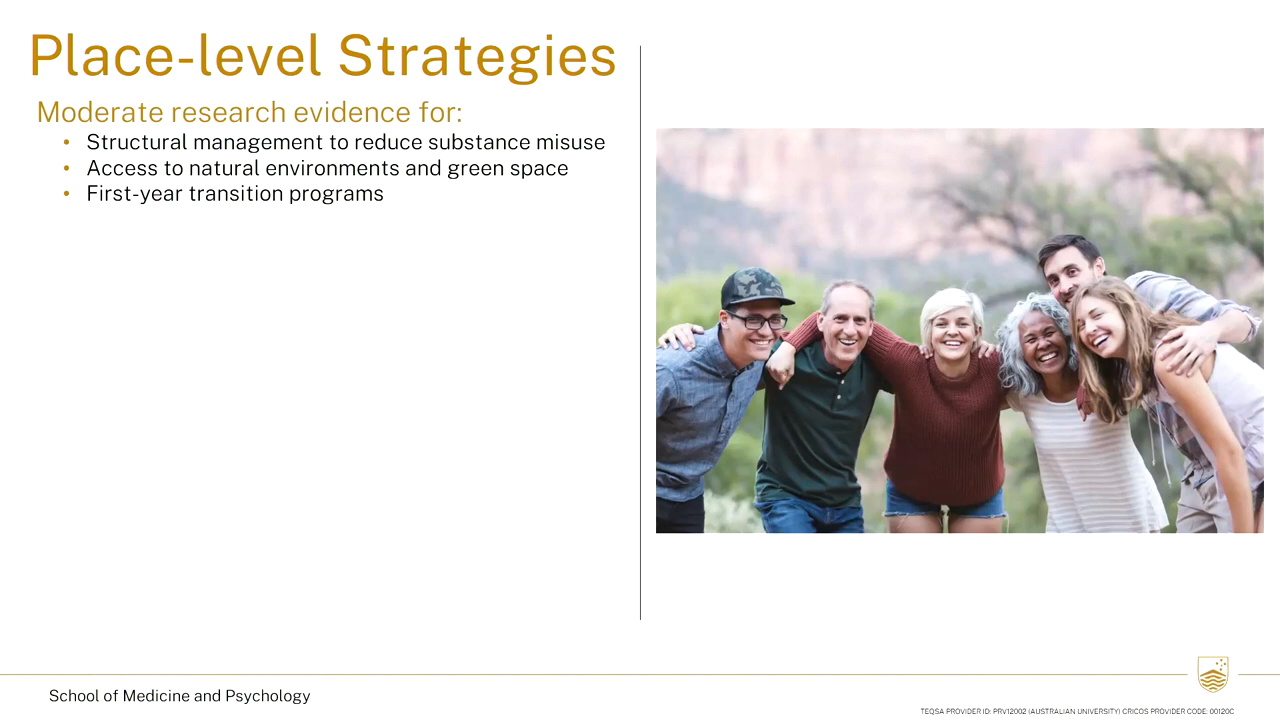 Place-level Strategies
Moderate research evidence for:
• Structural management to reduce substance misuse
• Access to natural environments and green space
• First-year transition programs
School of Medicine and Psychology
TEQSA PROVIDER ID: PRV12002 (AUSTRALIAN UNIVERSITY) CRICOS PROVIDER CODE: 00120C